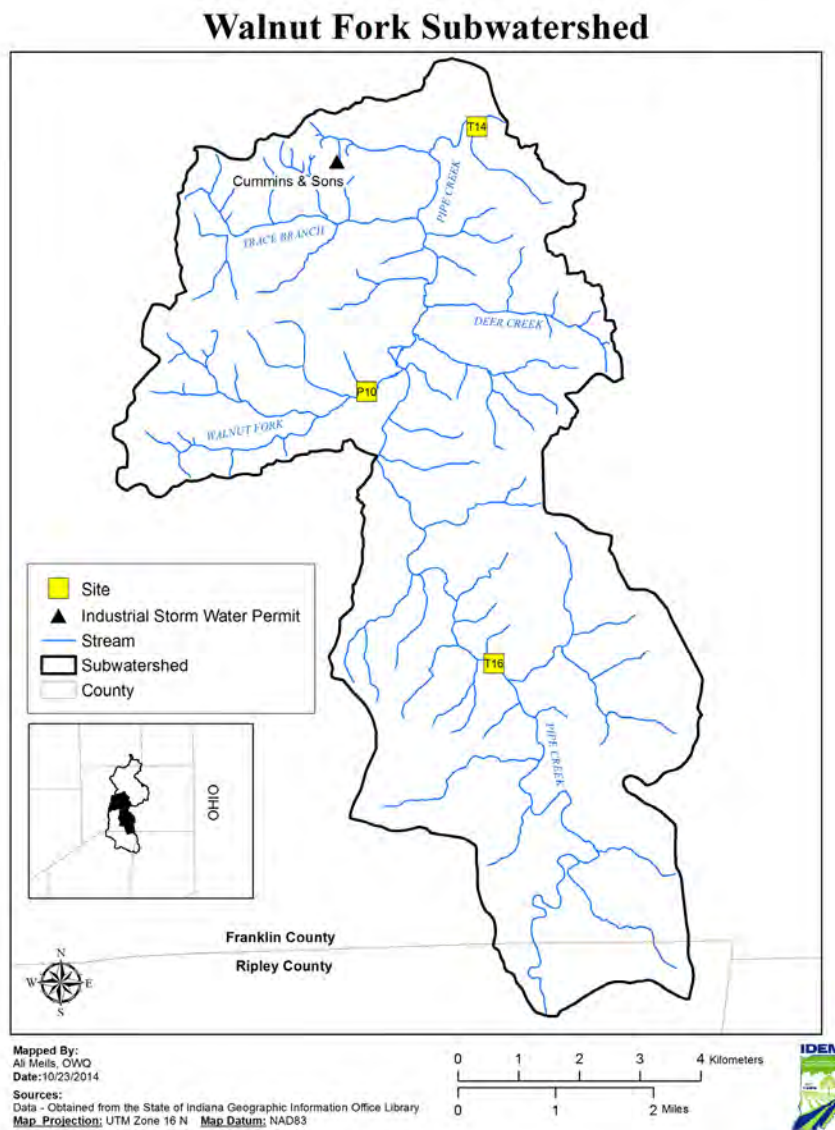 Walnut Fork Subwatershed
T14
Cummins & Sons
PIPE CREEK
TRACE BRANCH
DEER CREEK
P10
WALNUT FORK
Site
Industrial Storm Water Permit
Stream
Subwatershed
County
T16
PIPE CREEK
OHIO
Franklin County
Ripley County
N
W
E
S
Mapped By:
Ali Meils, OWQ
Date:10/23/2014
Sources:
Data - Obtained from the State of Indiana Geographic Information Office Library
Map Projection: UTM Zone 16 N Map Datum: NAD83
0 1 2 3 4 Kilometers
0 1 2 Miles
IDEM